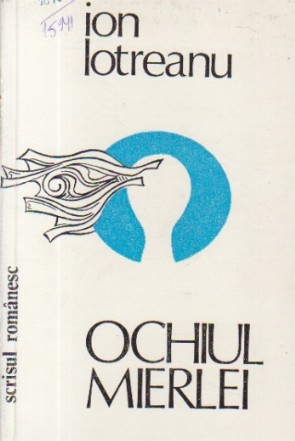 ion
lotreanu
scrisul românesc
OCHIUL
MIERLEI